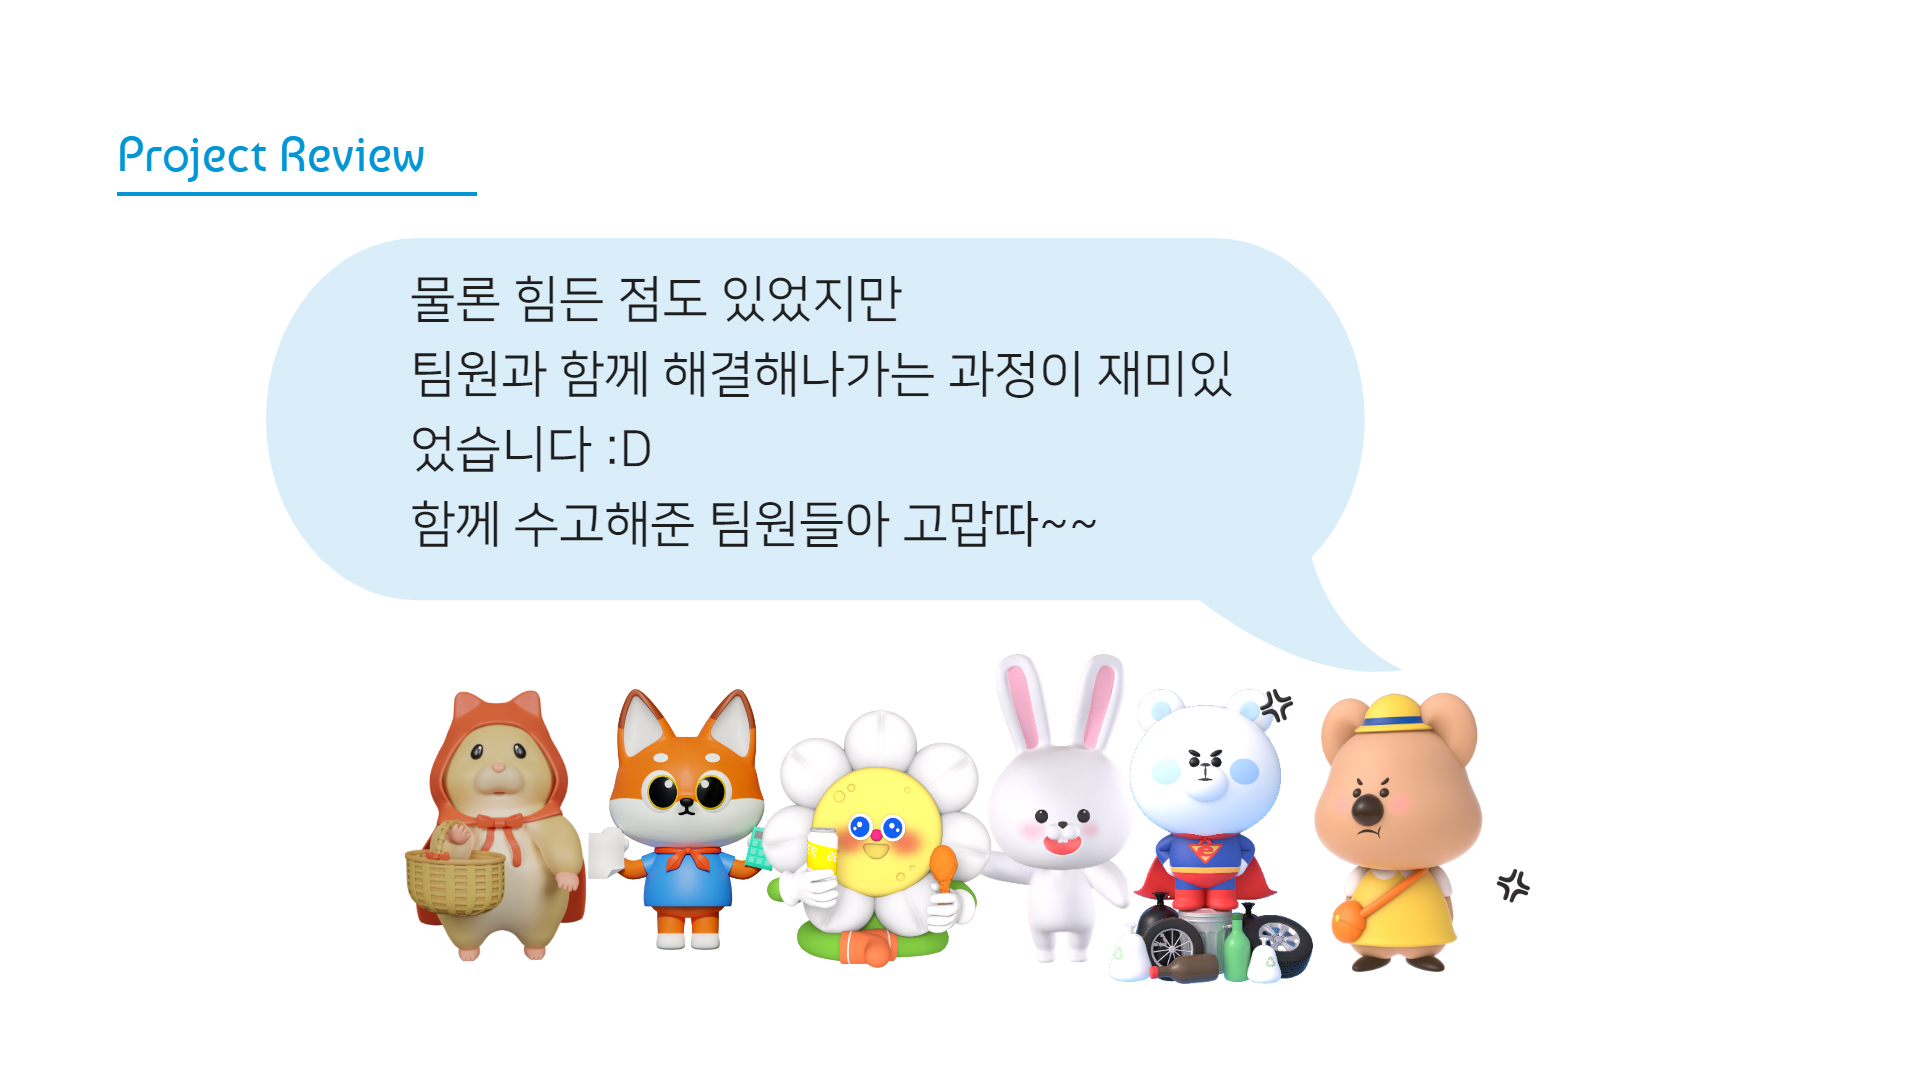 Project Review
물론 힘든 점도 있었지만
팀원과 함께 해결해나가는 과정이 재미있
었습니다 :D
함께 수고해준 팀원들아 고맙따~~